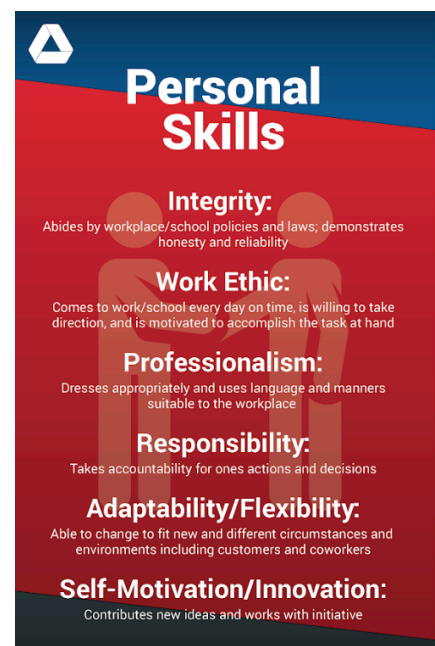 Personal
Skills
Integrity:
Abides by workplace/school policies and laws; demonstrates
honesty and reliability
Work Ethic:
Comes to work/school every day on time, is willing to take
direction, and is motivated to accomplish the task at hand
Professionalism:
Dresses appropriately and uses language and manners
suitable to the workplace
Responsibility:
Takes accountability for ones actions and decisions
Adaptability/Flexibility:
Able to change to fit new and different circumstances and
environments including customers and coworkers
Self-Motivation/Innovation:
Contributes new ideas and works with initiative